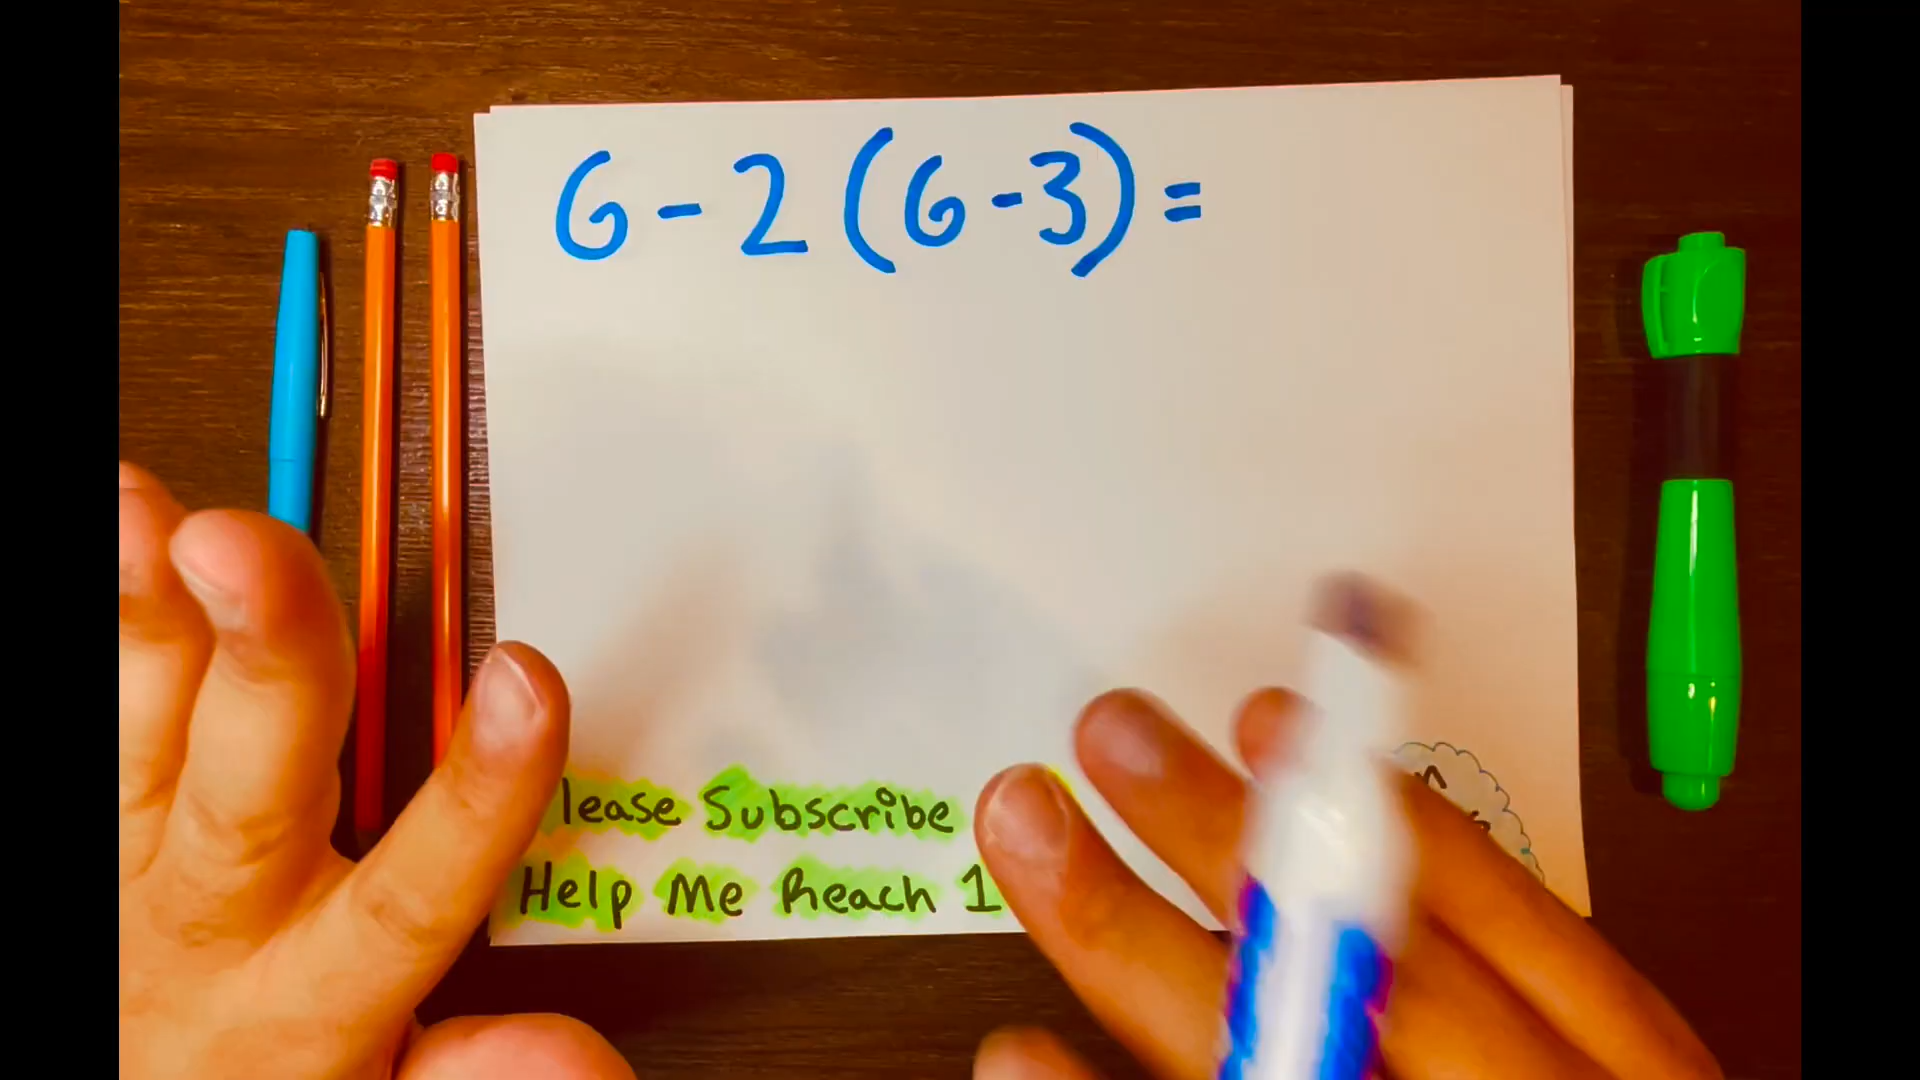 6 - 2 (6 - 3) =
lease Subscribe
Help Me Reach 1